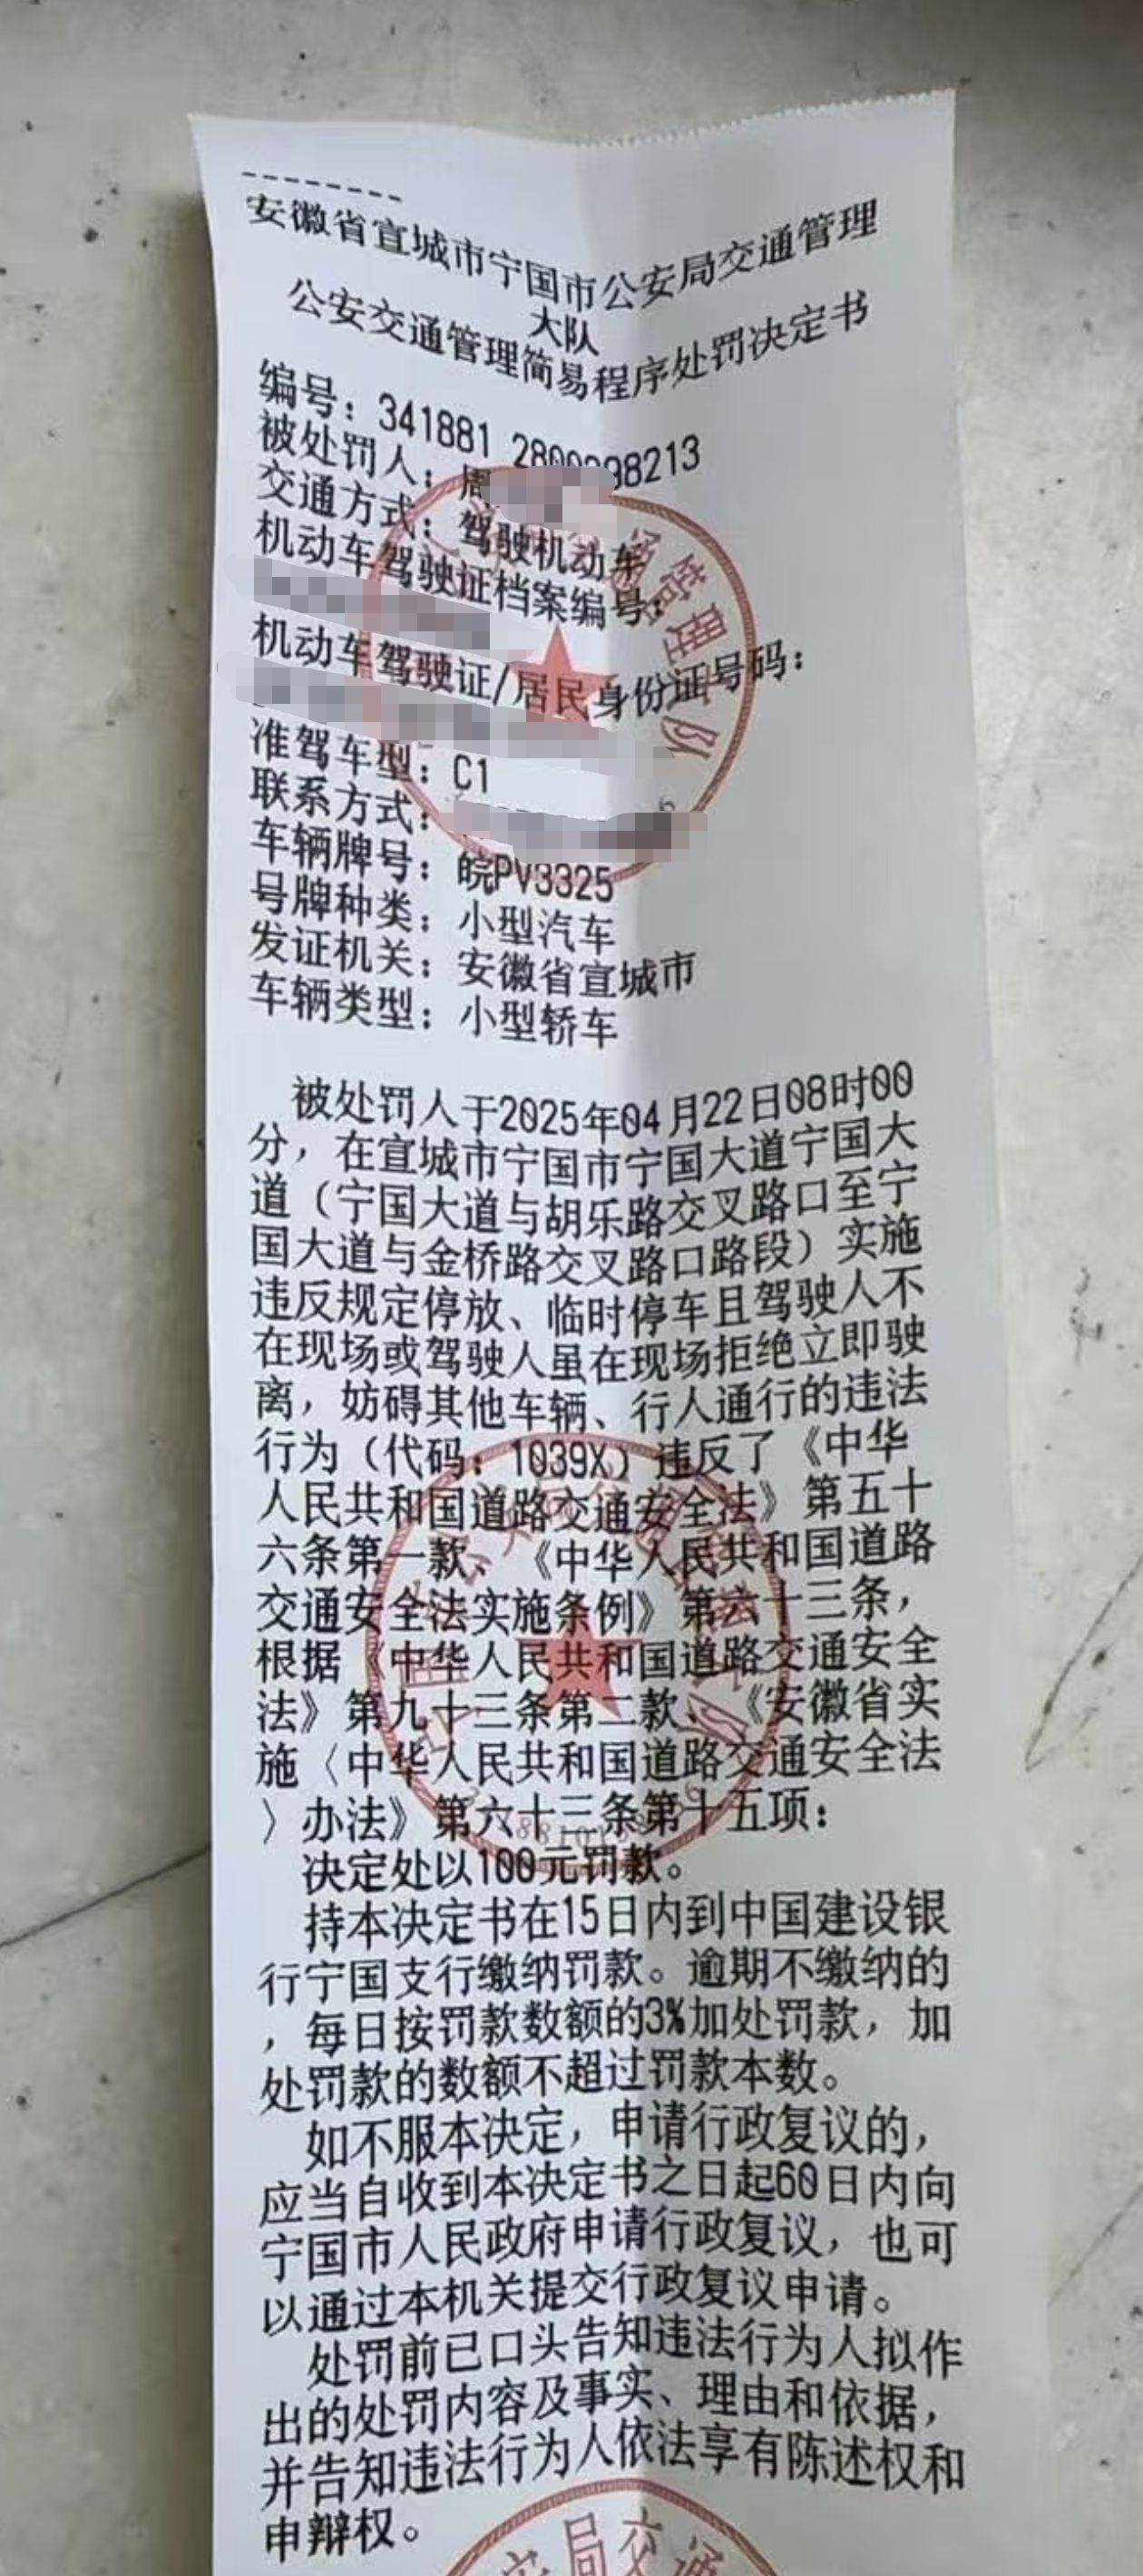 --------
安徽省宣城市宁国市公安局交通管理
大队
公安交通管理简易程序处罚决定书
编号：341881 2800298213
被处罚人：周
交通方式：驾驶机动车
机动车驾驶证档案编号：
机动车驾驶证/居民身份证号码：
准驾车型：C1
联系方式：
车辆牌号：皖PV3325
号牌种类：小型汽车
发证机关：安徽省宣城市
车辆类型：小型轿车
被处罚人于2025年04月22日08时00
分，在宣城市宁国市宁国大道宁国大
道（宁国大道与胡乐路交叉路口至宁
国大道与金桥路交叉路口路段）实施
违反规定停放、临时停车且驾驶人不
在现场或驾驶人虽在现场拒绝立即驶
离，妨碍其他车辆、行人通行的违法
行为（代码：1039X）违反了《中华
人民共和国道路交通安全法》第五十
六条第一款、《中华人民共和国道路
交通安全法实施条例》第六十三条，
根据《中华人民共和国道路交通安全
法》第九十三条第二款、《安徽省实
施〈中华人民共和国道路交通安全法
〉办法》第六十三条第十五项：
决定处以100元罚款。
持本决定书在15日内到中国建设银
行宁国支行缴纳罚款。逾期不缴纳的
，每日按罚款数额的3%加处罚款，加
处罚款的数额不超过罚款本数。
如不服本决定，申请行政复议的，
应当自收到本决定书之日起60日内向
宁国市人民政府申请行政复议，也可
以通过本机关提交行政复议申请。
处罚前已口头告知违法行为人拟作
出的处罚内容及事实、理由和依据，
并告知违法行为人依法享有陈述权和
申辩权。
安局交通